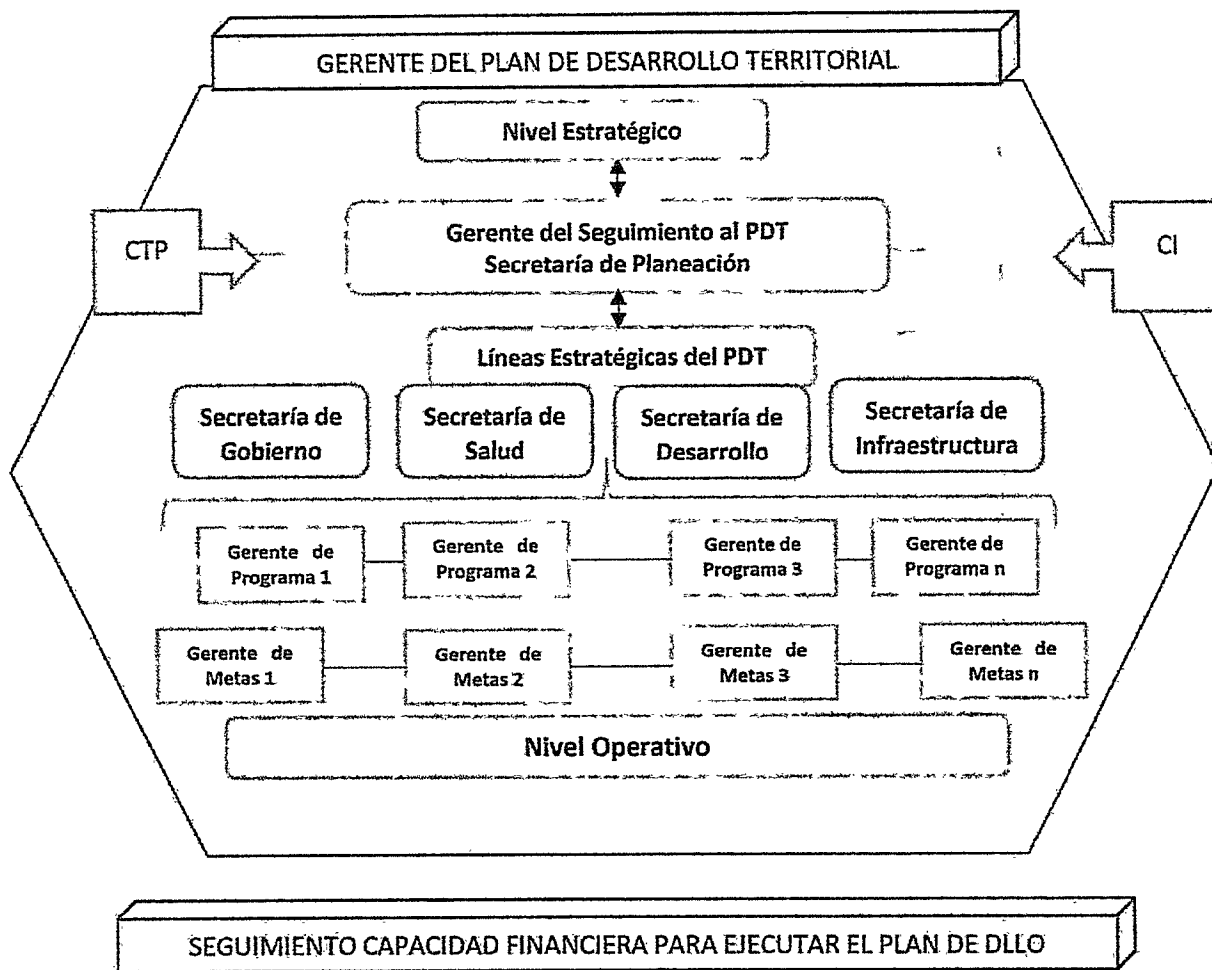 GERENTE DEL PLAN DE DESARROLLO TERRITORIAL
Nivel Estratégico
CTP
Gerente del Seguimiento al PDT
Secretaría de Planeación
CI
Líneas Estratégicas del PDT
Secretaría de
Gobierno
Secretaría de
Salud
Secretaría de
Desarrollo
Secretaría de
Infraestructura
Gerente de
Programa 1
Gerente de
Programa 2
Gerente de
Programa 3
Gerente de
Programa n
Gerente de
Metas 1
Gerente de
Metas 2
Gerente de
Metas 3
Gerente de
Metas n
Nivel Operativo
SEGUIMIENTO CAPACIDAD FINANCIERA PARA EJECUTAR EL PLAN DE DLLO